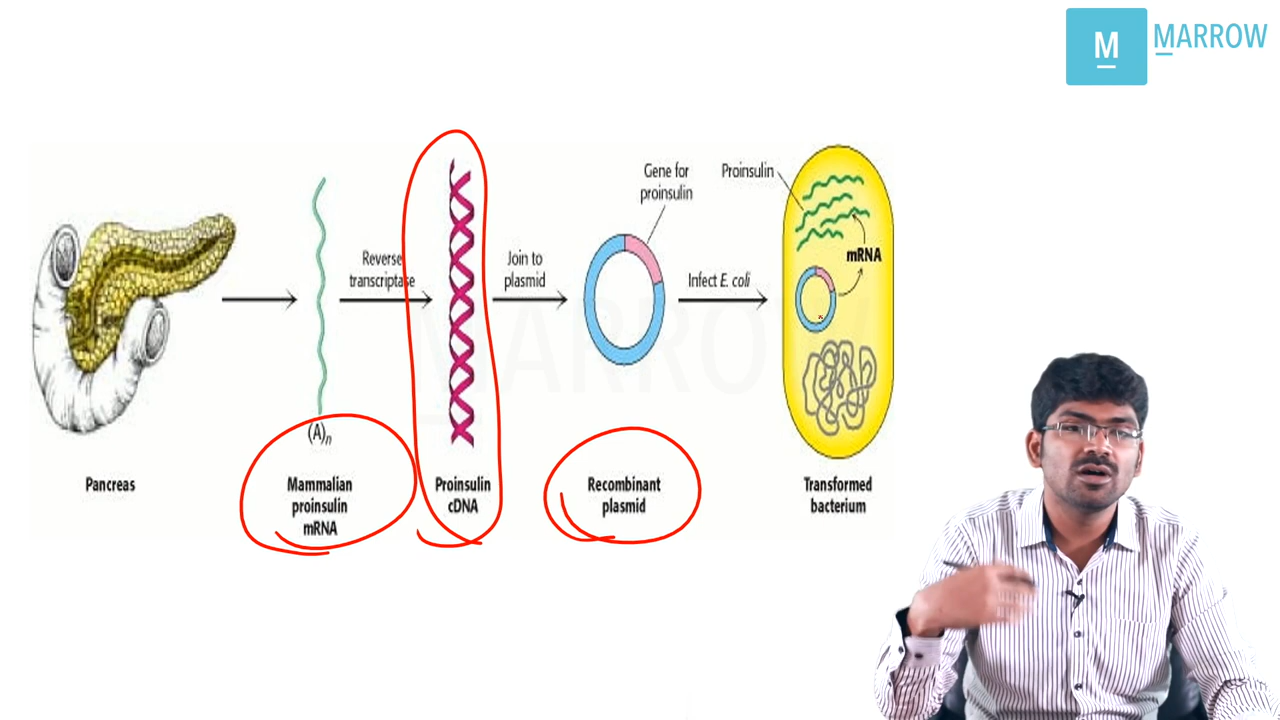 M
MARROW
Gene for
proinsulin
Proinsulin
Reverse
transcriptase
Join to
plasmid
Infect E. coli
mRNA
MARROW
(A)n
Pancreas
Mammalian
proinsulin
mRNA
Proinsulin
cDNA
Recombinant
plasmid
Transformed
bacterium